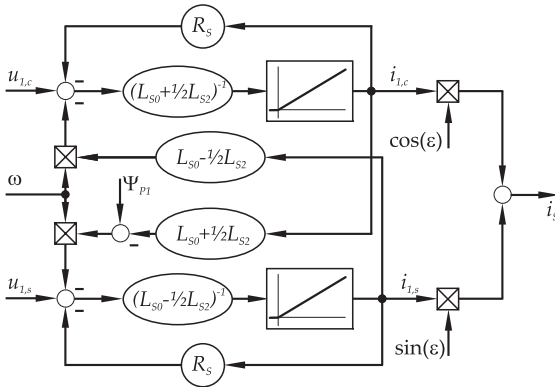 R_S
u_{1,c}
(L_{S0}+½L_{S2})^{-1}
i_{1,c}
cos(ε)
L_{S0}-½L_{S2}
ω
Ψ_{P1}
i_S
L_{S0}+½L_{S2}
u_{1,s}
(L_{S0}-½L_{S2})^{-1}
i_{1,s}
sin(ε)
R_S